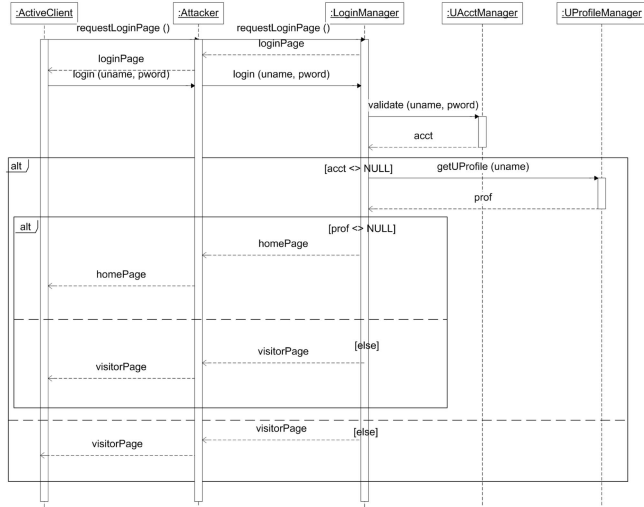 :ActiveClient
:Attacker
:LoginManager
:UAcctManager
:UProfileManager
requestLoginPage ()
requestLoginPage ()
loginPage
loginPage
login (uname, pword)
login (uname, pword)
validate (uname, pword)
acct
alt
[acct <> NULL]
getUProfile (uname)
prof
alt
[prof <> NULL]
homePage
homePage
[else]
visitorPage
visitorPage
[else]
visitorPage
visitorPage